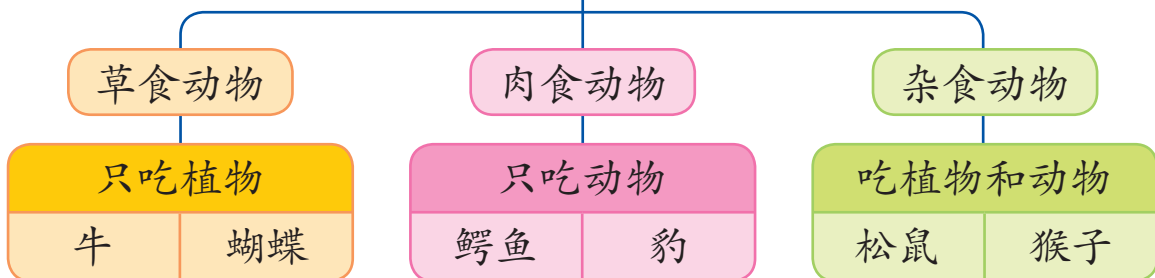 草食动物
肉食动物
杂食动物
只吃植物
只吃动物
吃植物和动物
牛
蝴蝶
鳄鱼
豹
松鼠
猴子